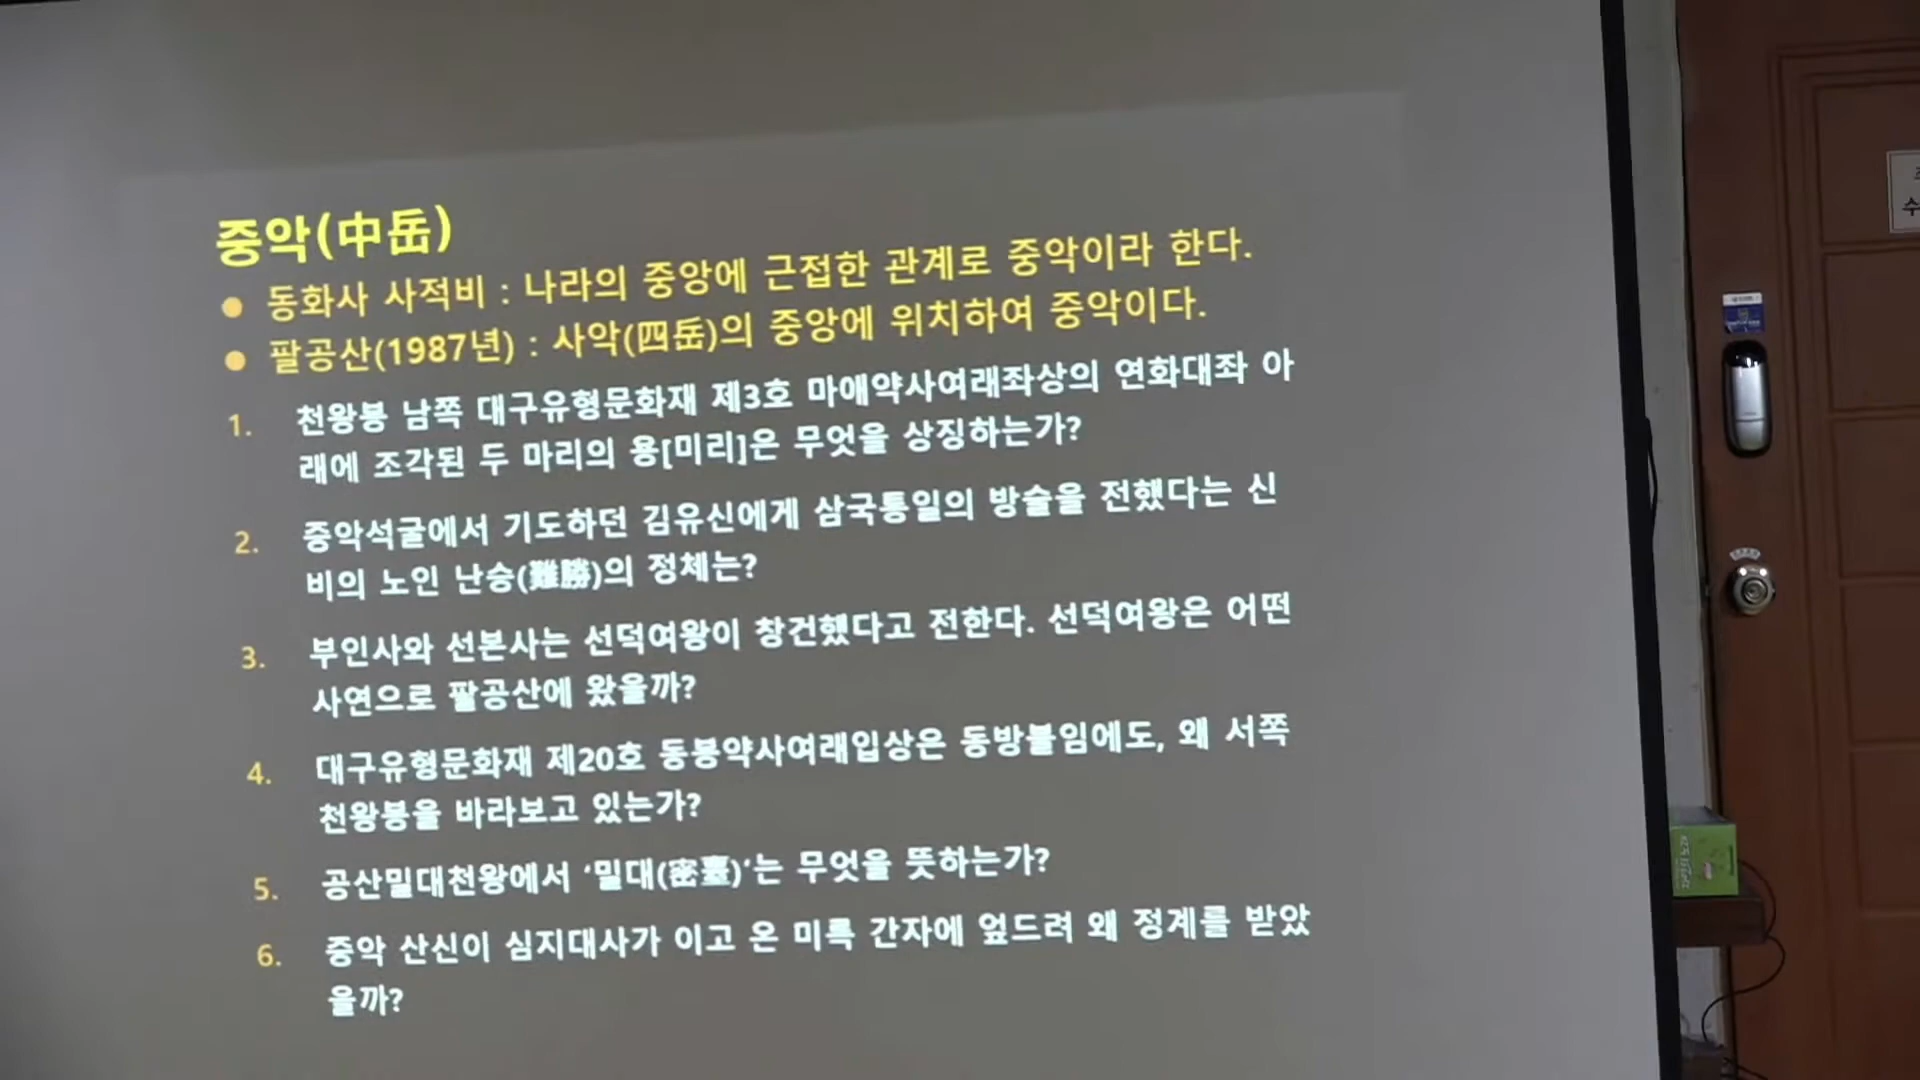 중악(中岳)
● 동화사 사적비 : 나라의 중앙에 근접한 관계로 중악이라 한다.
● 팔공산(1987년) : 사악(四岳)의 중앙에 위치하여 중악이다.
1. 천왕봉 남쪽 대구유형문화재 제3호 마애약사여래좌상의 연화대좌 아
래에 조각된 두 마리의 용[미리]은 무엇을 상징하는가?
2. 중악석굴에서 기도하던 김유신에게 삼국통일의 방술을 전했다는 신
비의 노인 난승(難勝)의 정체는?
3. 부인사와 선본사는 선덕여왕이 창건했다고 전한다. 선덕여왕은 어떤
사연으로 팔공산에 왔을까?
4. 대구유형문화재 제20호 동봉약사여래입상은 동방불임에도, 왜 서쪽
천왕봉을 바라보고 있는가?
5. 공산밀대천왕에서 ‘밀대(密臺)‘는 무엇을 뜻하는가?
6. 중악 산신이 심지대사가 이고 온 미륵 간자에 엎드려 왜 정계를 받았
을까?
수